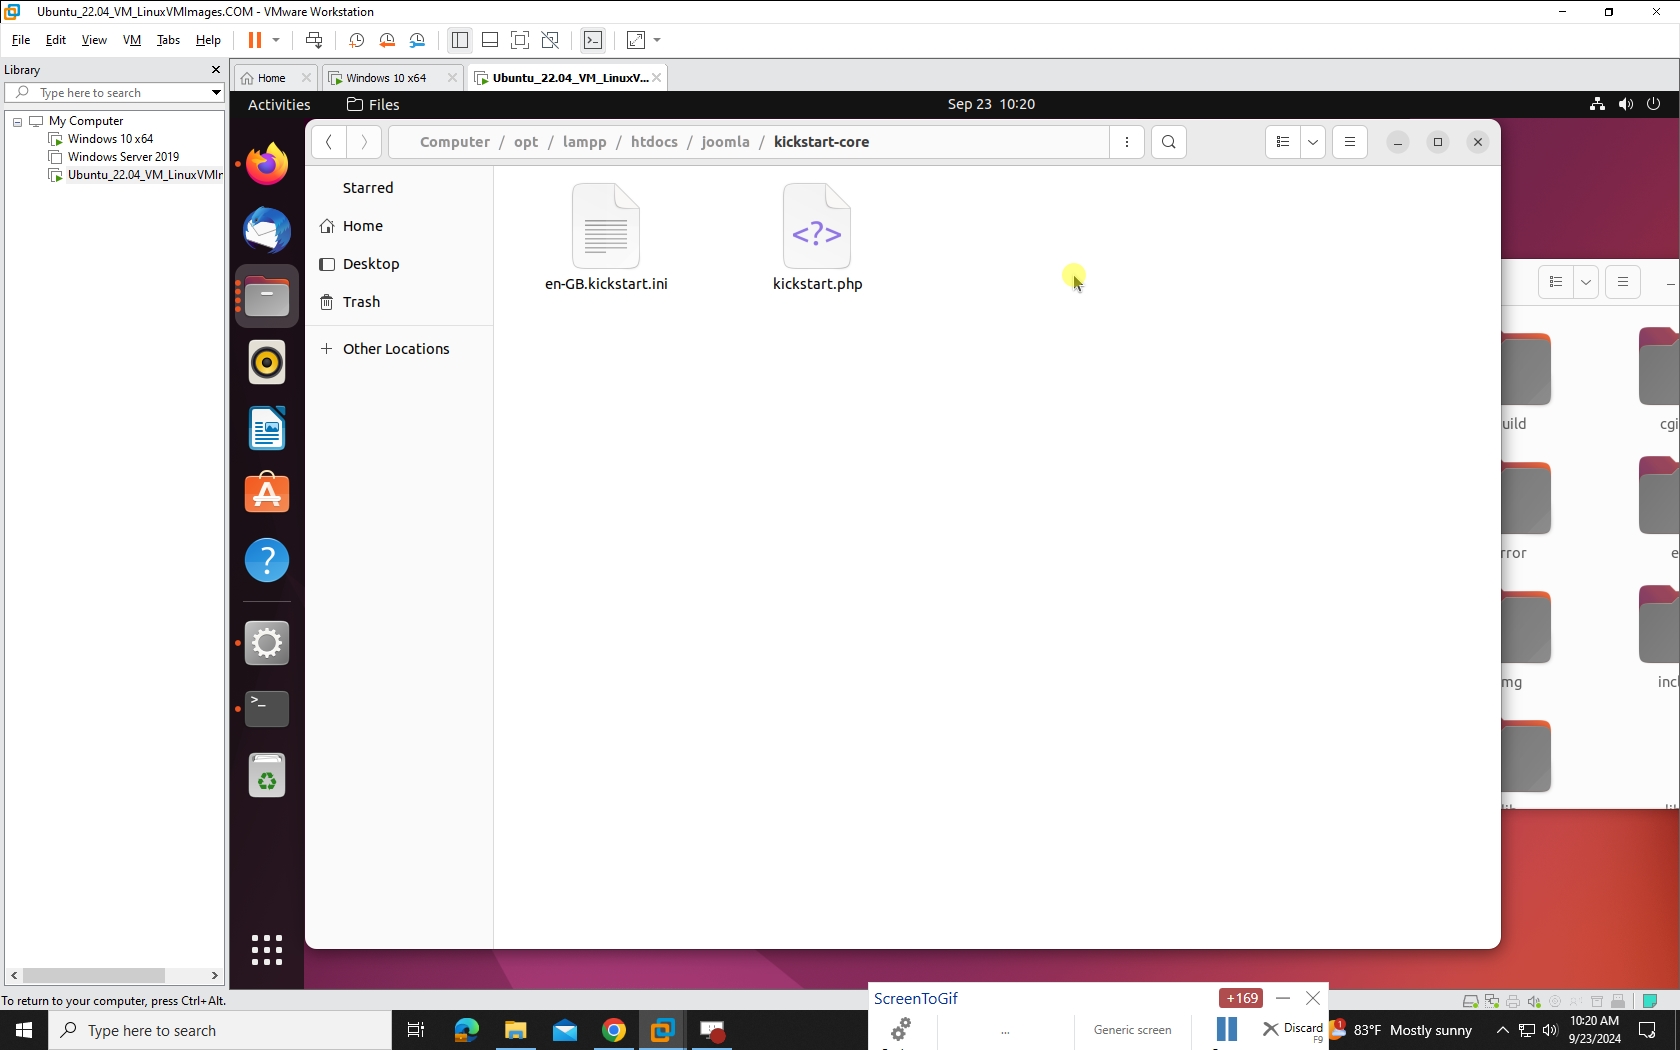 Ubuntu_22.04_VM_LinuxVMImages.COM - VMware Workstation
File Edit View VM Tabs Help
Library
Type here to search
My Computer
Windows 10 x64
Windows Server 2019
Ubuntu_22.04_VM_LinuxVMIr
Home
Windows 10 x64
Ubuntu_22.04_VM_LinuxV...
Activities
Files
Sep 23 10:20
Computer / opt / lampp / htdocs / joomla / kickstart-core
Starred
Home
Desktop
Trash
+ Other Locations
en-GB.kickstart.ini
kickstart.php
uild
cgi
rror
e
mg
incl
To return to your computer, press Ctrl+Alt.
ScreenToGif
+169
...
Generic screen
Discard
F9
Type here to search
1
83°F Mostly sunny
10:20 AM
9/23/2024